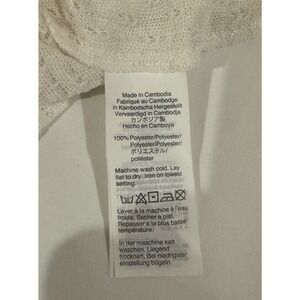 Made in Cambodia
Fabriqué au Cambodge
in Kambodscha Hergestellt
Vervaardigd in Cambodja
カンボジア製
Hecho en Camboya
100% Polyester/Polyester/
Polyester/Polyester/
ポリエステル/
poliéster
Machine wash cold. Lay
flat to dry. Iron on lowest
setting.
Laver à la machine à l'eau
froide. Sécher à plat.
Repasser à la plus basse
température.
In der machine kalt
waschen. Liegend
trocknen. Bei niedrigster
einstellung bügeln.